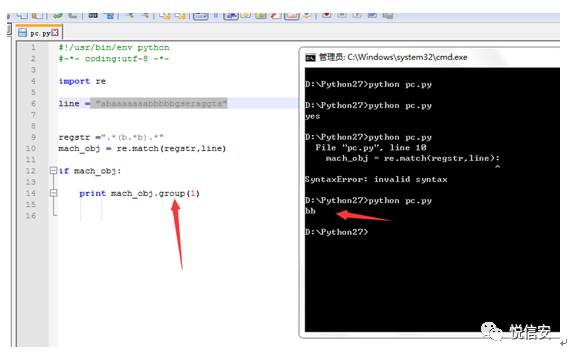 pc.py
1 #!/usr/bin/env python
2 #-*- coding:utf-8 -*-
3
4 import re
5
6 line = "abaaaaaaabbbbbgseraggts"
7
8
9 regstr =".*(b.*b).*"
10 mach_obj = re.match(regstr,line)
11
12 if mach_obj:
13
14 print mach_obj.group(1)
15
16
管理员: C:\Windows\system32\cmd.exe
D:\Python27>python pc.py
D:\Python27>python pc.py
yes
D:\Python27>python pc.py
File "pc.py", line 10
mach_obj = re.match(regstr,line):
^
SyntaxError: invalid syntax
D:\Python27>python pc.py
bb
D:\Python27>
悦信安